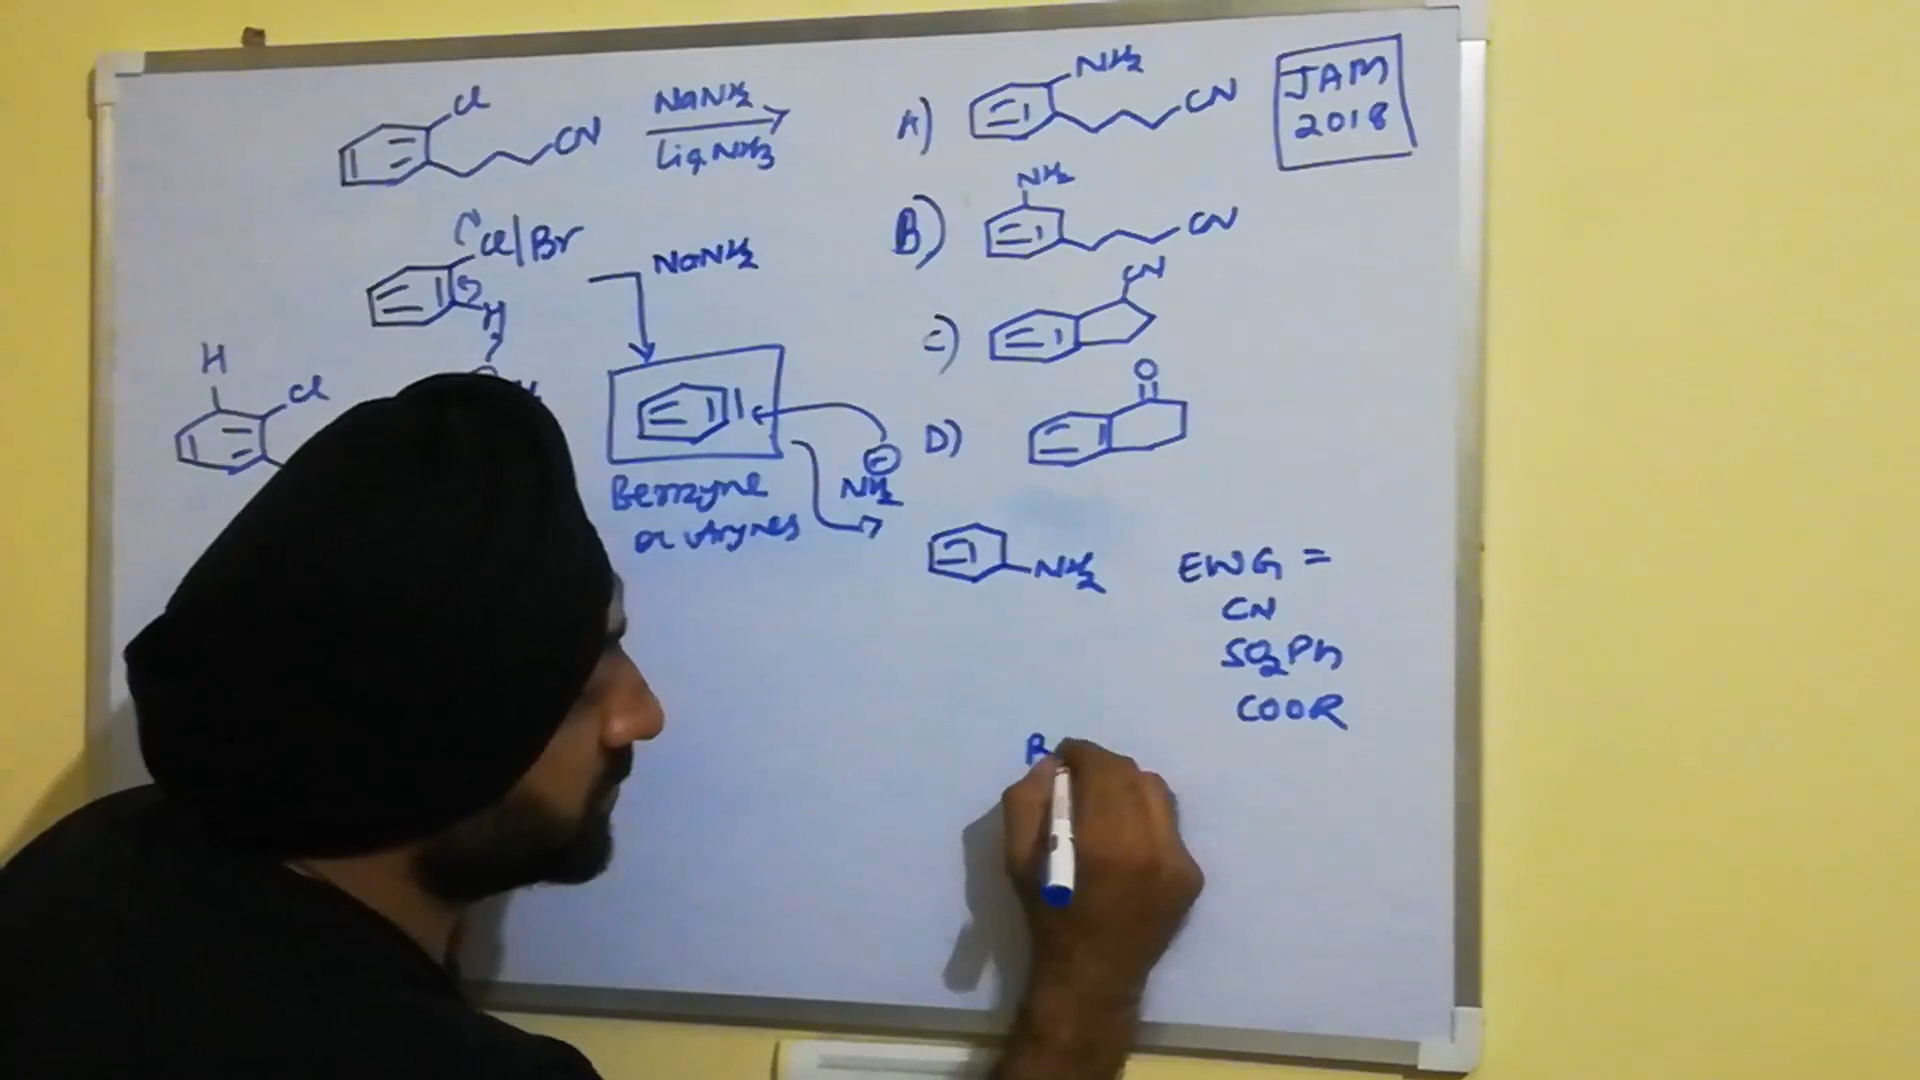 Cl
CN
NaNH2
Liq. NH3
A)
NH2
CN
JAM
2018
B)
NH2
CN
Cl/Br
H
NaNH2
C)
CN
H
Cl
D)
O
Benzyne
or Arynes
NH2
NH2
EWG =
CN
SO2Ph
COOR